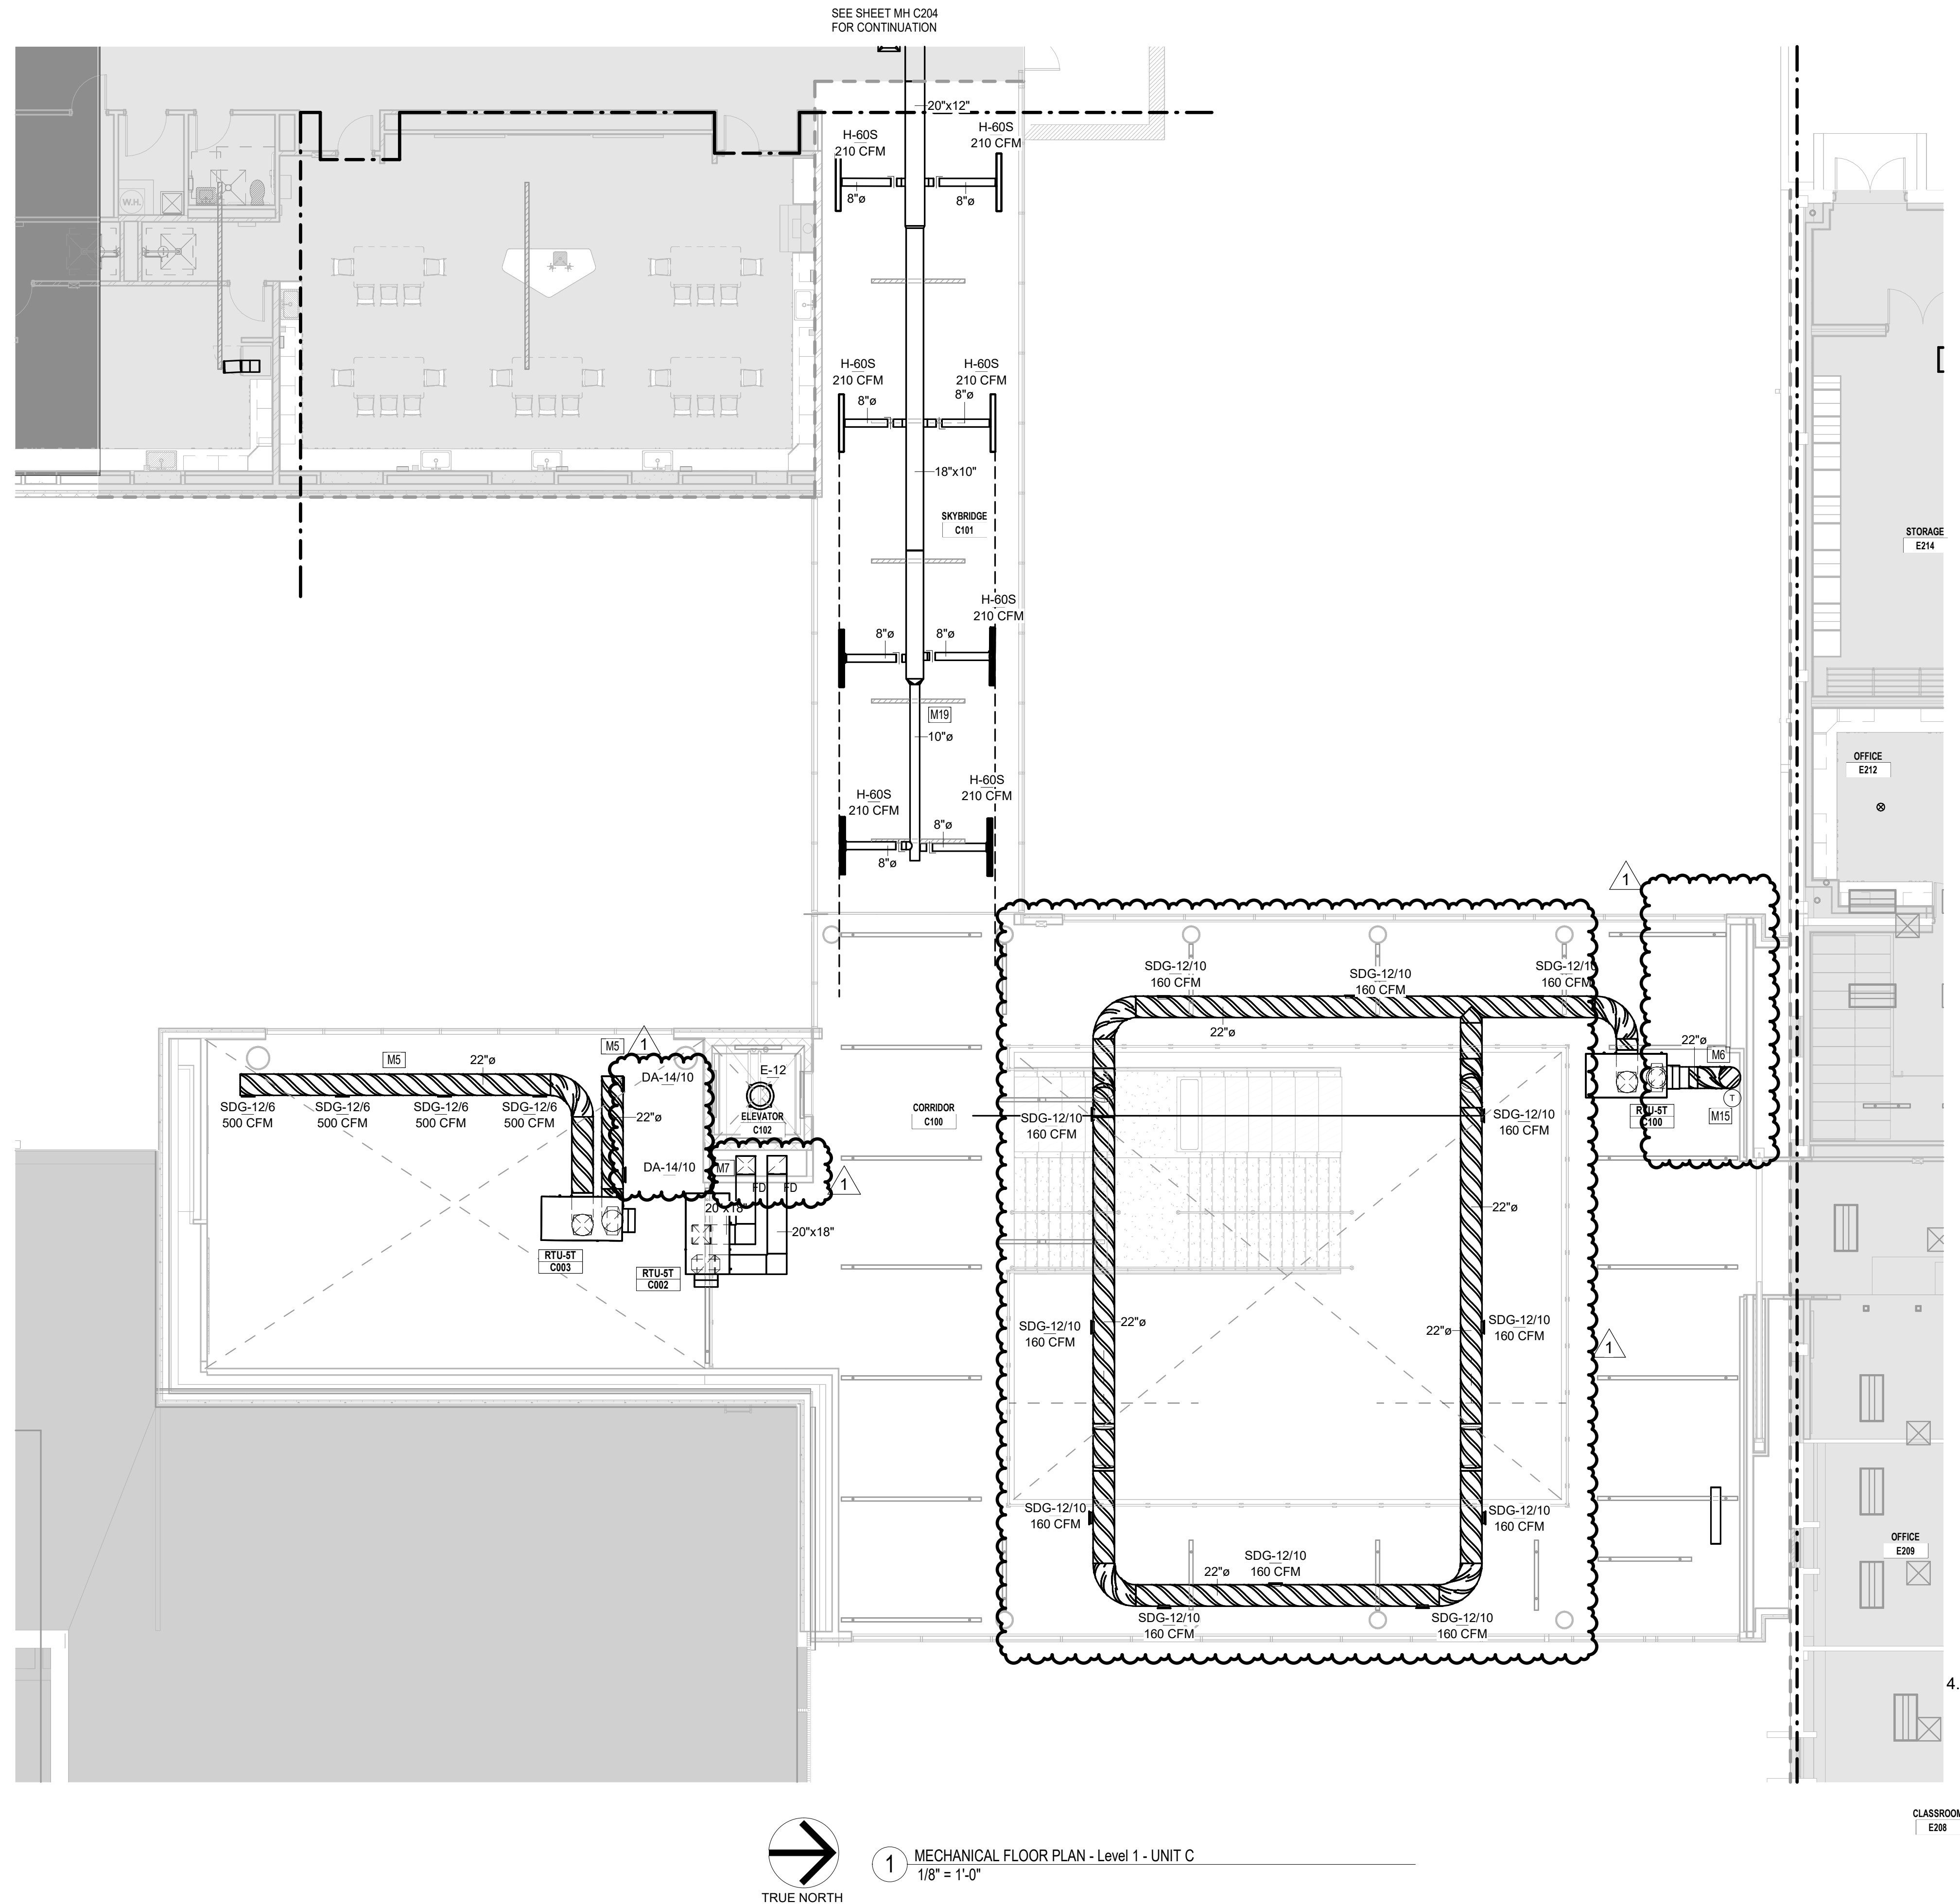 SEE SHEET MH C204
FOR CONTINUATION
20"x12"
H-60S
210 CFM
H-60S
210 CFM
8"ø
8"ø
W.H.
H-60S
210 CFM
H-60S
210 CFM
8"ø
8"ø
18"x10"
SKYBRIDGE
C101
STORAGE
E214
H-60S
210 CFM
8"ø
8"ø
M19
10"ø
OFFICE
E212
H-60S
210 CFM
H-60S
210 CFM
8"ø
8"ø
1
SDG-12/10
160 CFM
SDG-12/10
160 CFM
SDG-12/10
160 CFM
22"ø
22"ø
M6
T
M15
RTU-5T
C100
M5
22"ø
M5
1
DA-14/10
E-12
ELEVATOR
C102
SDG-12/6
500 CFM
SDG-12/6
500 CFM
SDG-12/6
500 CFM
SDG-12/6
500 CFM
22"ø
CORRIDOR
C100
SDG-12/10
160 CFM
SDG-12/10
160 CFM
DA-14/10
M7
FD
FD
1
20"x18"
20"x18"
22"ø
RTU-5T
C003
RTU-5T
C002
SDG-12/10
160 CFM
22"ø
22"ø
SDG-12/10
160 CFM
1
SDG-12/10
160 CFM
SDG-12/10
160 CFM
OFFICE
E209
SDG-12/10
160 CFM
22"ø
SDG-12/10
160 CFM
SDG-12/10
160 CFM
4.
CLASSROOM
E208
TRUE NORTH
1
MECHANICAL FLOOR PLAN - Level 1 - UNIT C
1/8" = 1'-0"